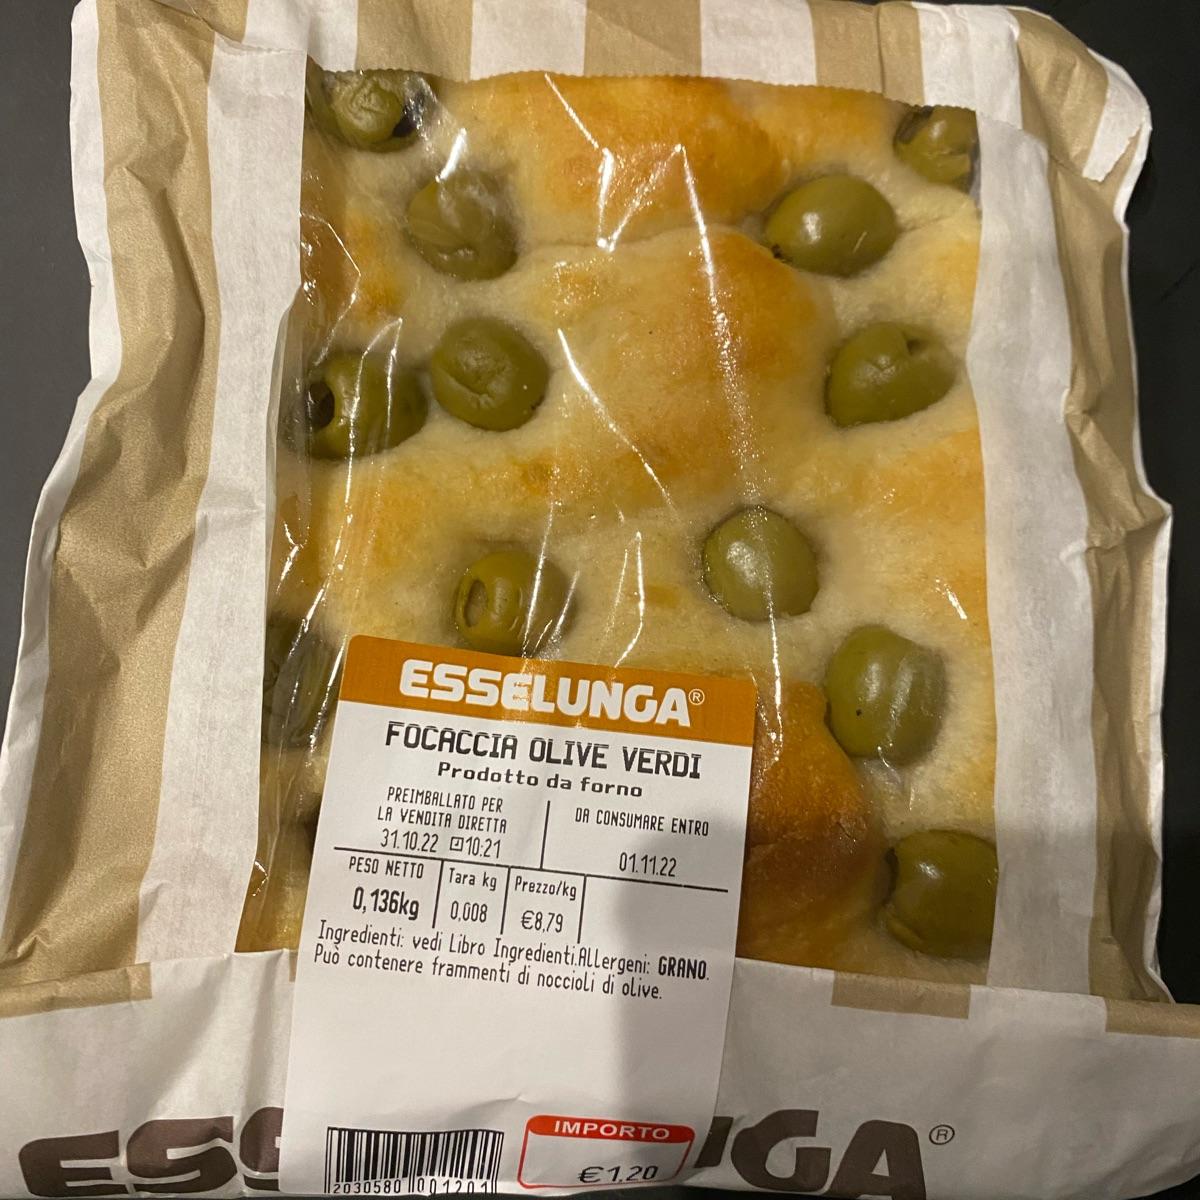 ESSELUNGA®
FOCACCIA OLIVE VERDI
Prodotto da forno
PREIMBALLATO PER
LA VENDITA DIRETTA
31.10.22 10:21
DA CONSUMARE ENTRO
01.11.22
PESO NETTO
0,136kg
Tara kg
0,008
Prezzo/kg
€8,79
Ingredienti: vedi Libro Ingredienti.Allergeni: GRANO.
Può contenere frammenti di noccioli di olive.
IMPORTO
€1,20
2030580 001201
ESS NGA®